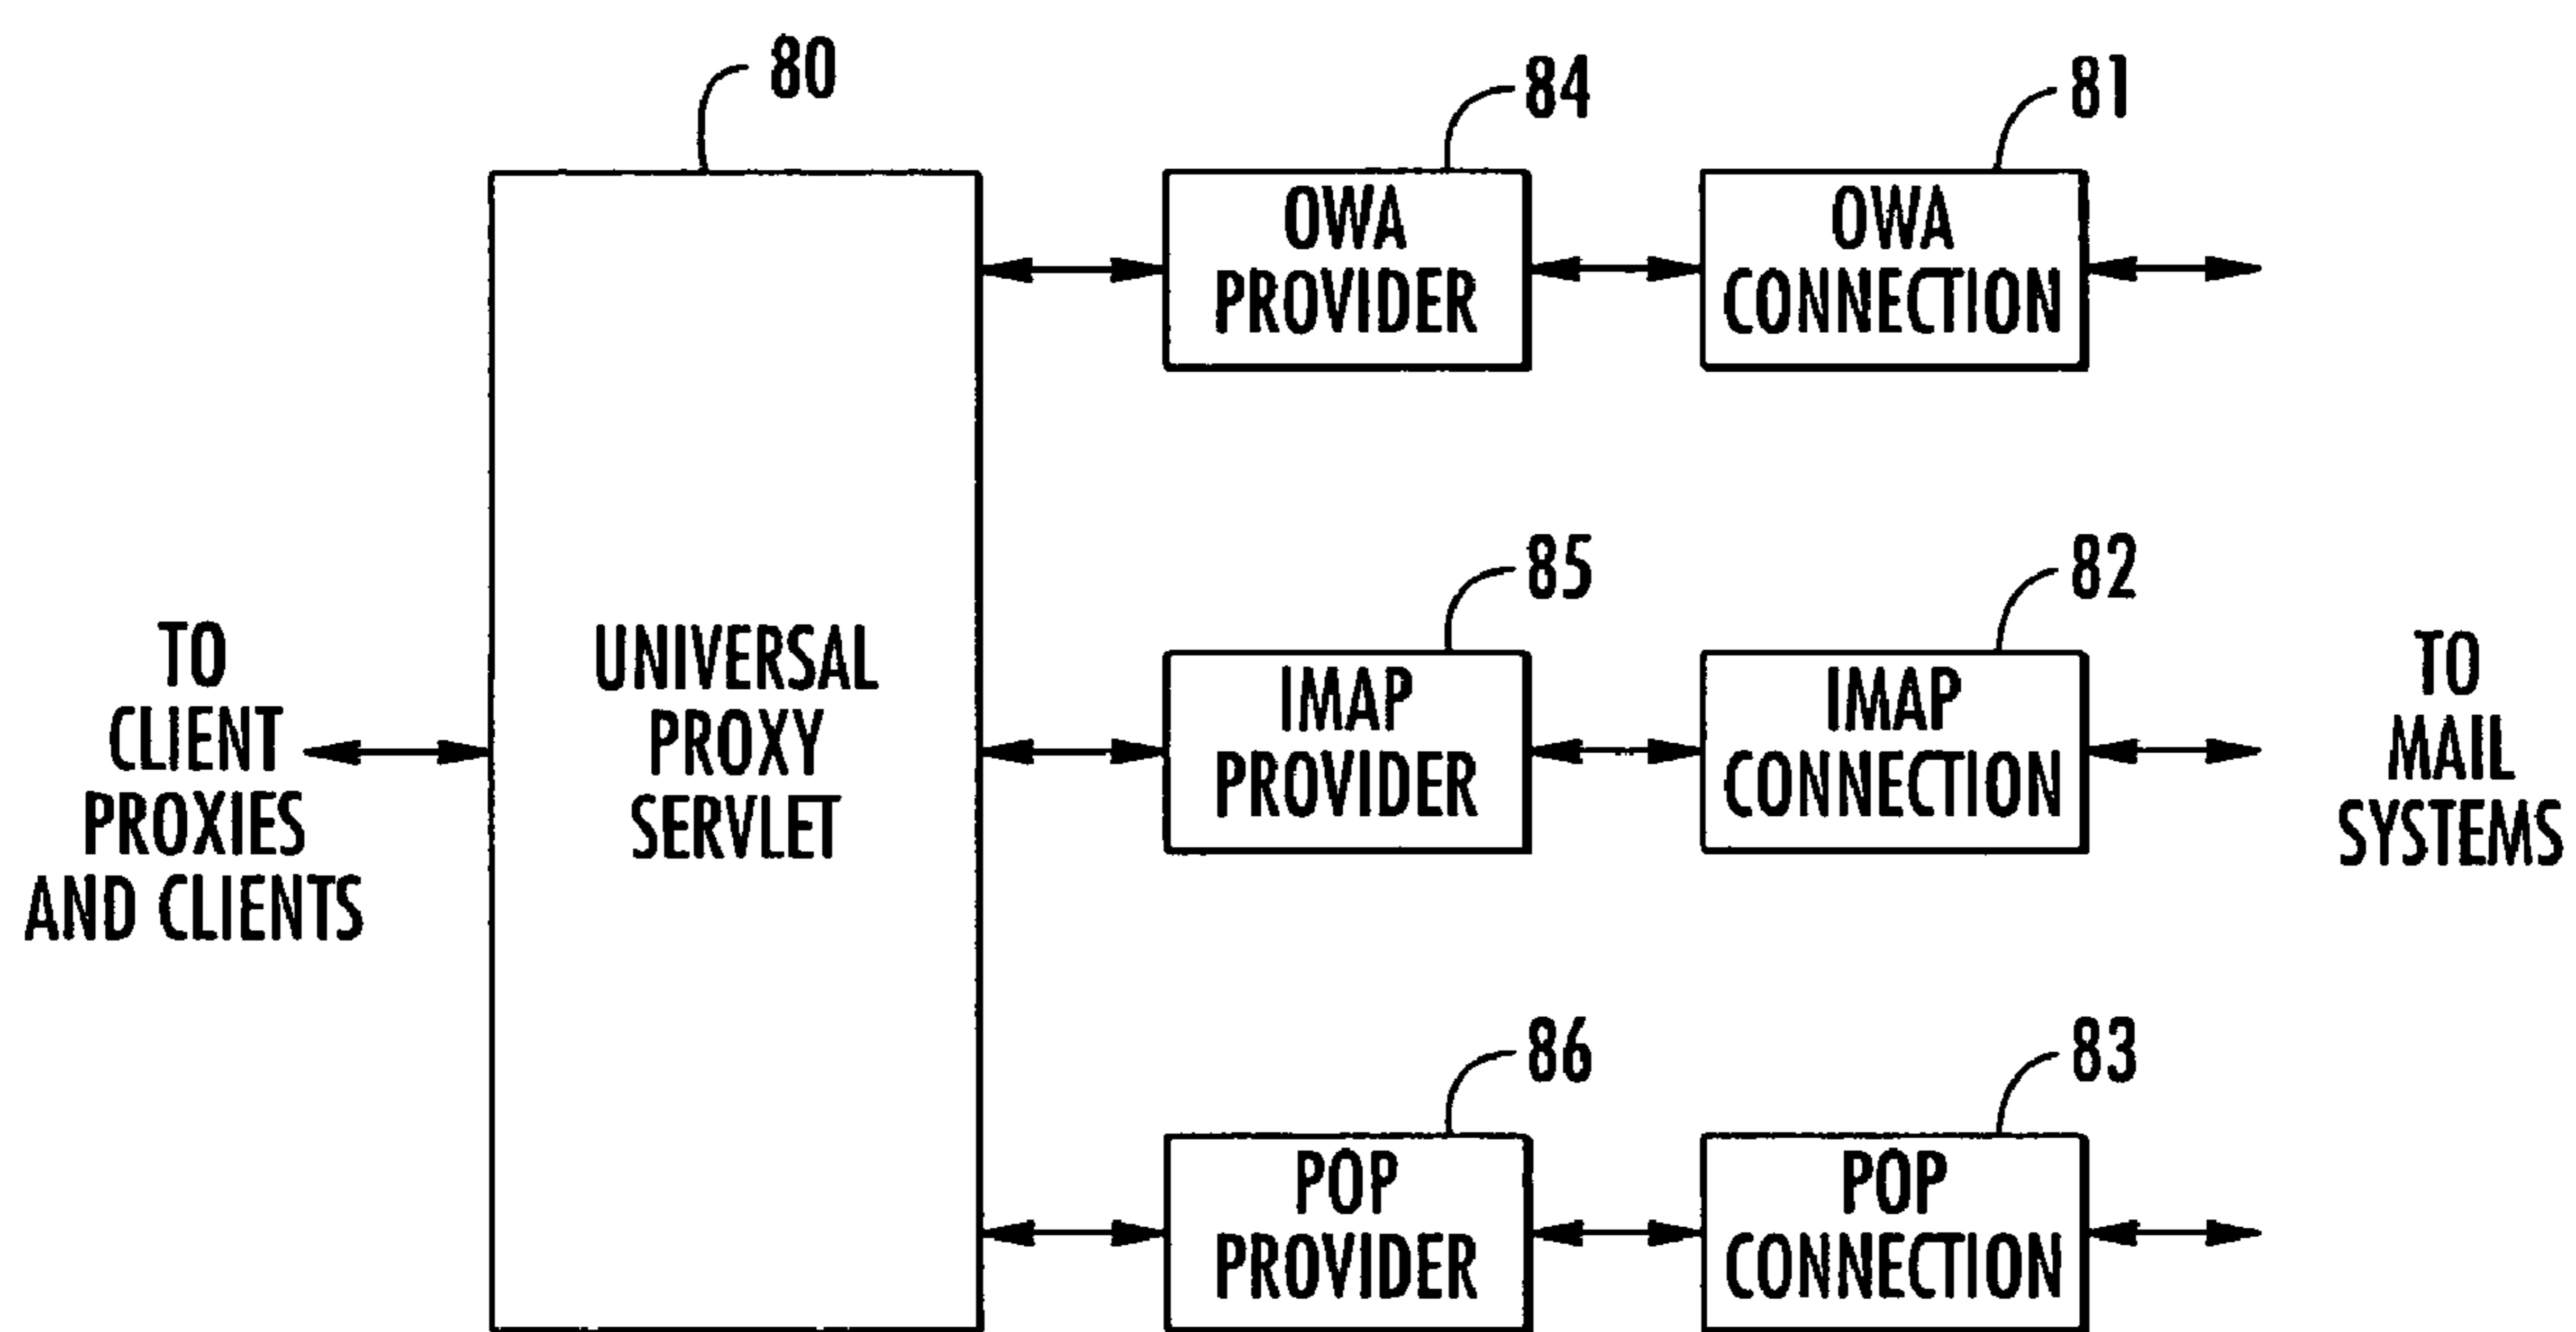 80
84
81
OWA
PROVIDER
OWA
CONNECTION
85
82
TO
CLIENT
PROXIES
AND CLIENTS
UNIVERSAL
PROXY
SERVLET
IMAP
PROVIDER
IMAP
CONNECTION
TO
MAIL
SYSTEMS
86
83
POP
PROVIDER
POP
CONNECTION